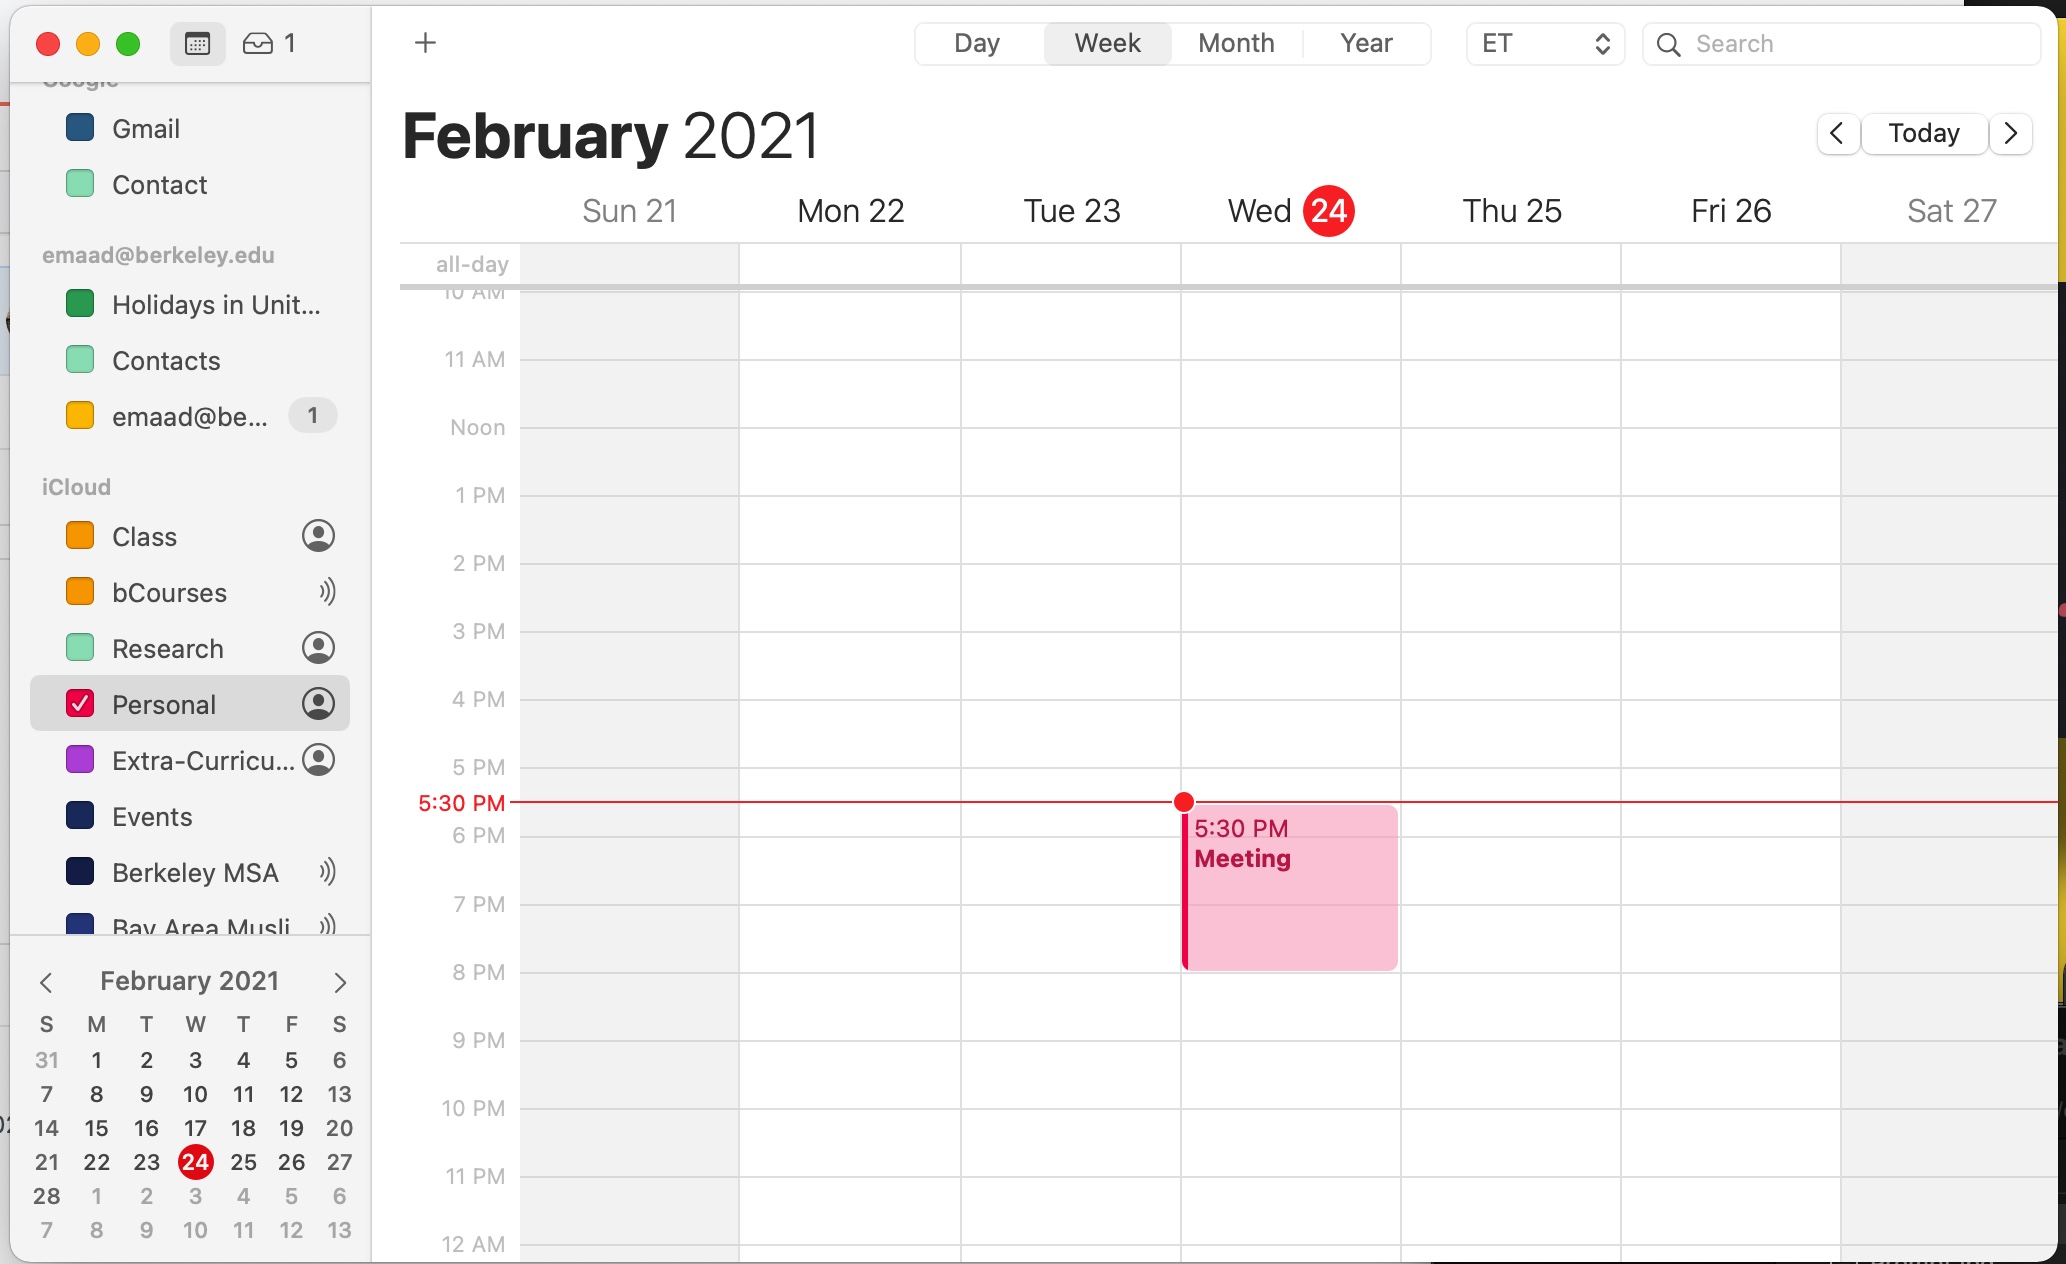 1
Day
Week
Month
Year
ET
Search
Google
Gmail
Contact
emaad@berkeley.edu
Holidays in Unit...
Contacts
emaad@be... 1
iCloud
Class
bCourses
Research
Personal
Extra-Curricu...
Events
Berkeley MSA
Bay Area Musli
February 2021
S M T W T F S
31 1 2 3 4 5 6
7 8 9 10 11 12 13
14 15 16 17 18 19 20
21 22 23 24 25 26 27
28 1 2 3 4 5 6
7 8 9 10 11 12 13
February 2021
Today
Sun 21 Mon 22 Tue 23 Wed 24 Thu 25 Fri 26 Sat 27
all-day
10 AM
11 AM
Noon
1 PM
2 PM
3 PM
4 PM
5 PM
5:30 PM
6 PM
7 PM
8 PM
9 PM
10 PM
11 PM
12 AM
5:30 PM
Meeting